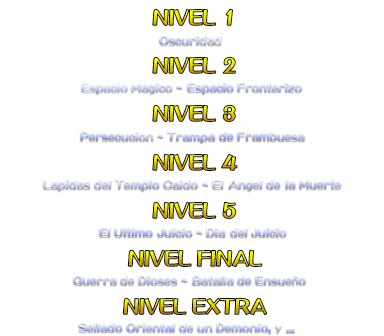 NIVEL 1
Oscuridad
NIVEL 2
Espacio Magico ~ Espacio Fronterizo
NIVEL 3
Persecucion ~ Trampa de Frambuesa
NIVEL 4
Lapidas del Templo Caido ~ El Angel de la Muerte
NIVEL 5
El Ultimo Juicio ~ Dia del Juicio
NIVEL FINAL
Guerra de Dioses ~ Batalla de Ensueño
NIVEL EXTRA
Sellado Oriental de un Demonio, y ...